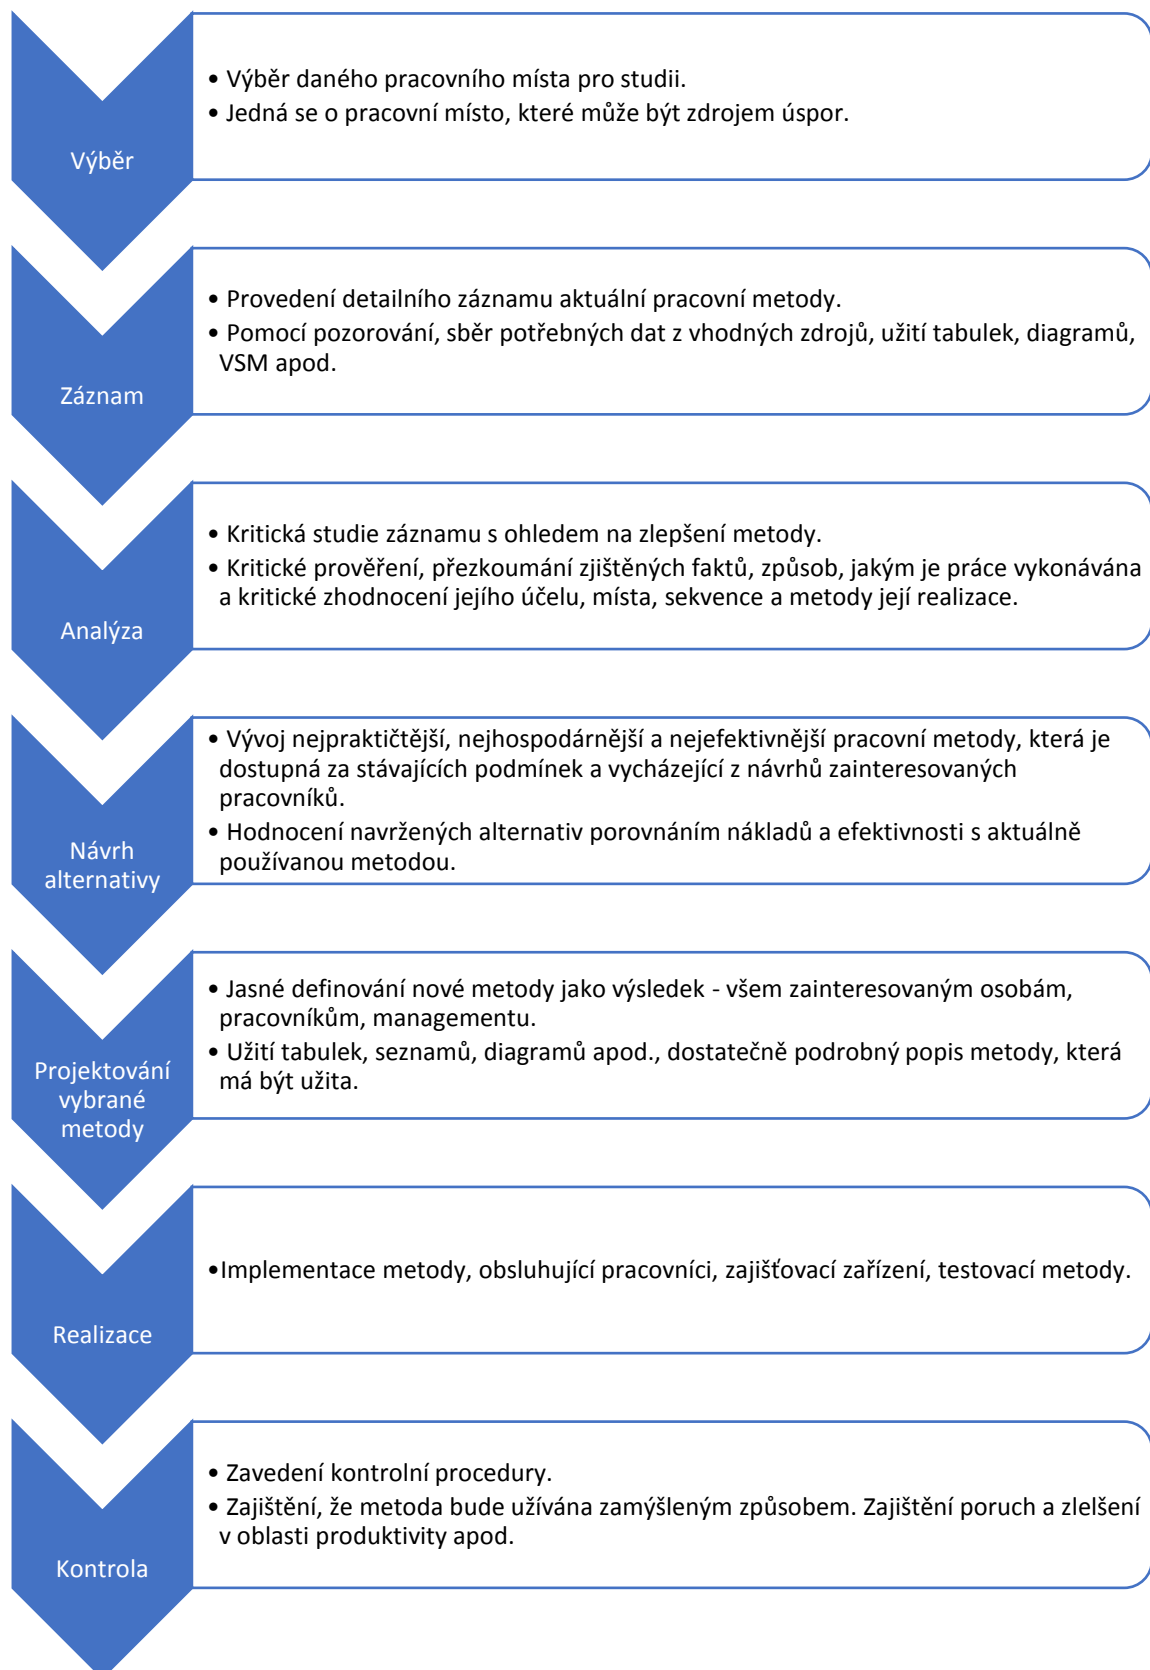 Výběr
• Výběr daného pracovního místa pro studii.
• Jedná se o pracovní místo, které může být zdrojem úspor.
Záznam
• Provedení detailního záznamu aktuální pracovní metody.
• Pomocí pozorování, sběr potřebných dat z vhodných zdrojů, užití tabulek, diagramů,
VSM apod.
Analýza
• Kritická studie záznamu s ohledem na zlepšení metody.
• Kritické prověření, přezkoumání zjištěných faktů, způsob, jakým je práce vykonávána
a kritické zhodnocení jejího účelu, místa, sekvence a metody její realizace.
Návrh
alternativy
• Vývoj nejpraktičtější, nejhospodárnější a nejefektivnější pracovní metody, která je
dostupná za stávajících podmínek a vycházející z návrhů zainteresovaných
pracovníků.
• Hodnocení navržených alternativ porovnáním nákladů a efektivnosti s aktuálně
používanou metodou.
Projektování
vybrané
metody
• Jasné definování nové metody jako výsledek - všem zainteresovaným osobám,
pracovníkům, managementu.
• Užití tabulek, seznamů, diagramů apod., dostatečně podrobný popis metody, která
má být užita.
Realizace
•Implementace metody, obsluhující pracovníci, zajišťovací zařízení, testovací metody.
Kontrola
• Zavedení kontrolní procedury.
• Zajištění, že metoda bude užívána zamýšleným způsobem. Zajištění poruch a zlelšení
v oblasti produktivity apod.